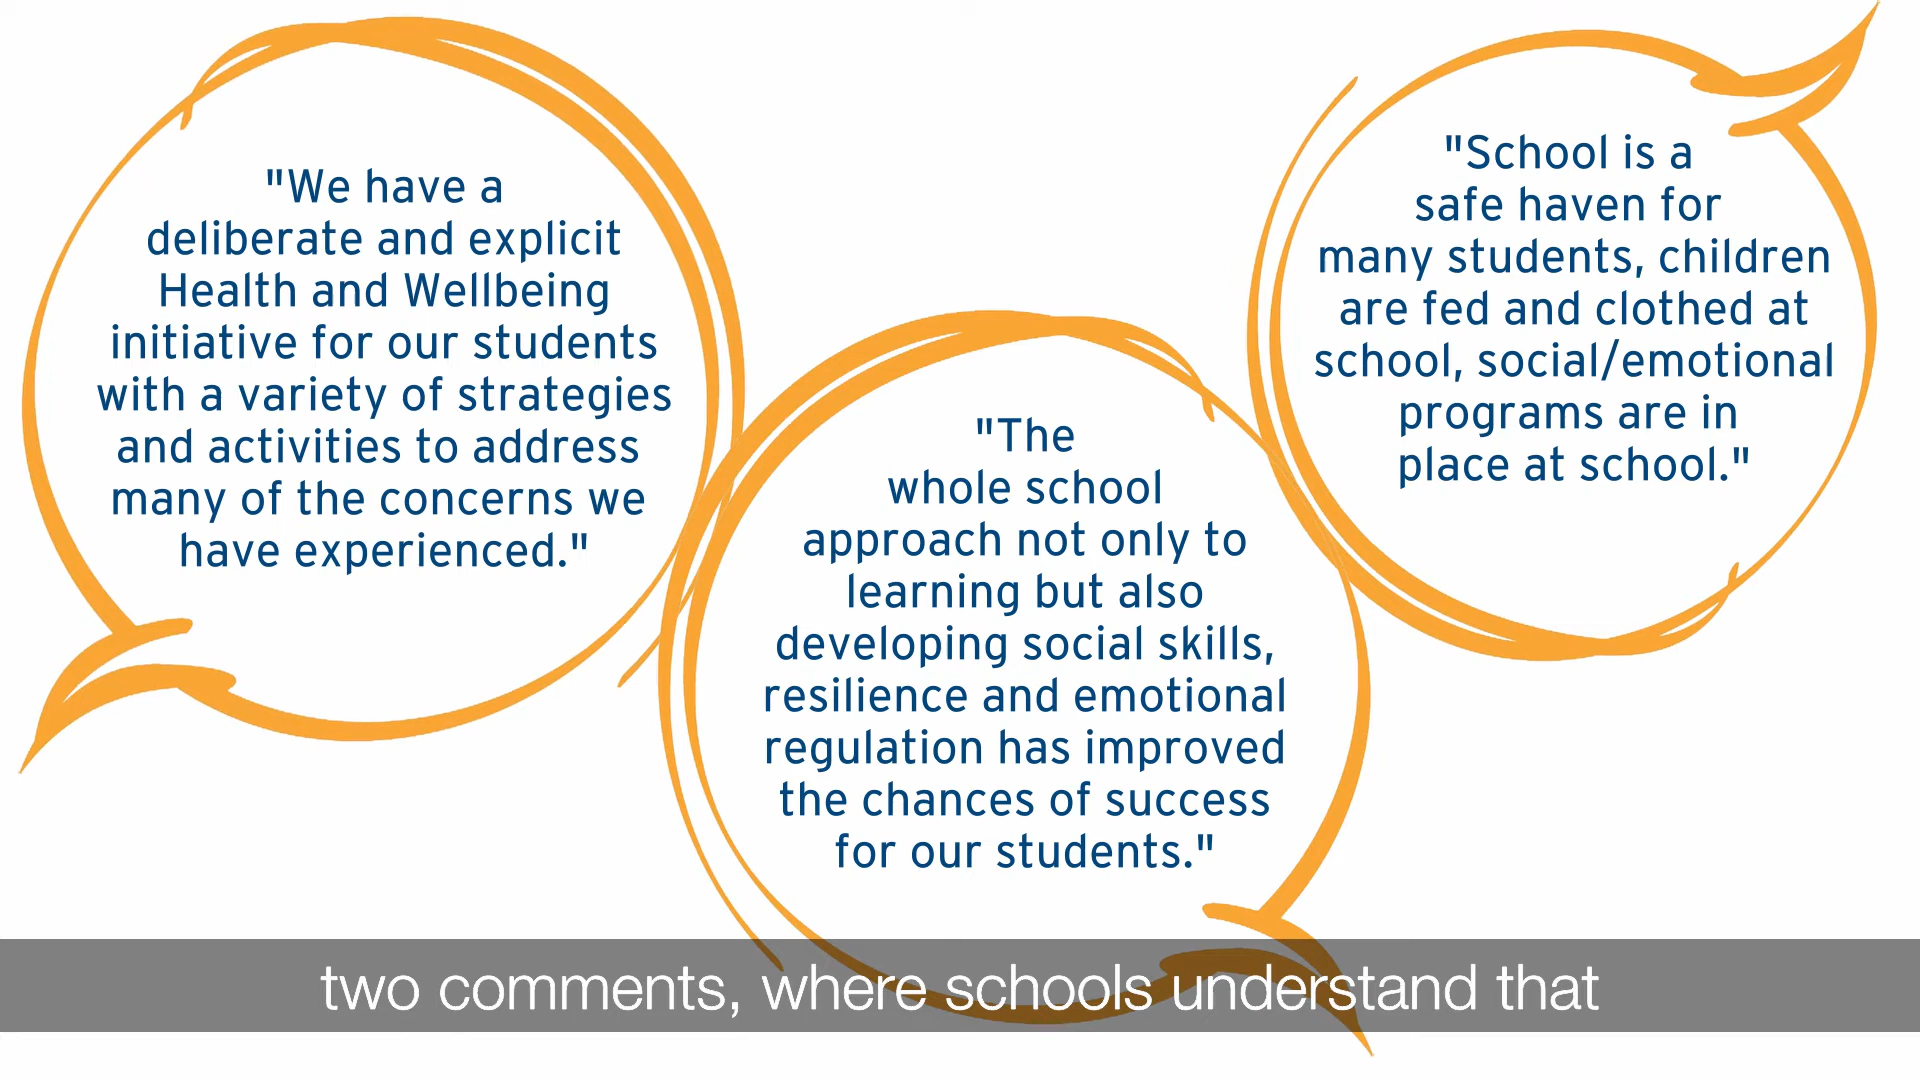 "We have a
deliberate and explicit
Health and Wellbeing
initiative for our students
with a variety of strategies
and activities to address
many of the concerns we
have experienced."
"The
whole school
approach not only to
learning but also
developing social skills,
resilience and emotional
regulation has improved
the chances of success
for our students."
"School is a
safe haven for
many students, children
are fed and clothed at
school, social/emotional
programs are in
place at school."
two comments, where schools understand that